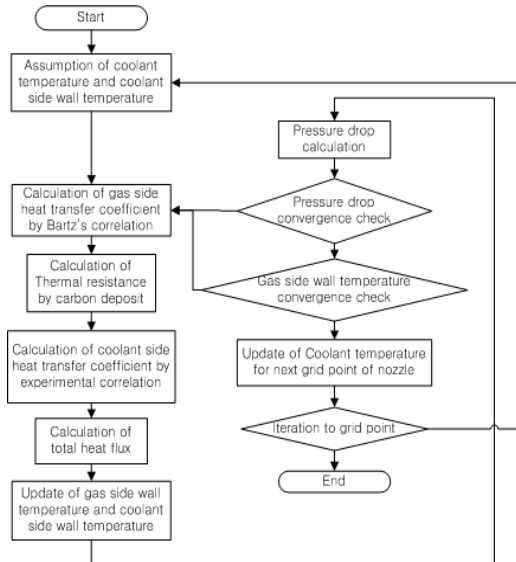 Start
Assumption of coolant
temperature and coolant
side wall temperature
Calculation of gas side
heat transfer coefficient
by Bartz's correlation
Calculation of
Thermal resistance
by carbon deposit
Calculation of coolant side
heat transfer coefficient by
experimental correlation
Calculation of
total heat flux
Update of gas side wall
temperature and coolant
side wall temperature
Pressure drop
calculation
Pressure drop
convergence check
Gas side wall temperature
convergence check
Update of Coolant temperature
for next grid point of nozzle
Iteration to grid point
End